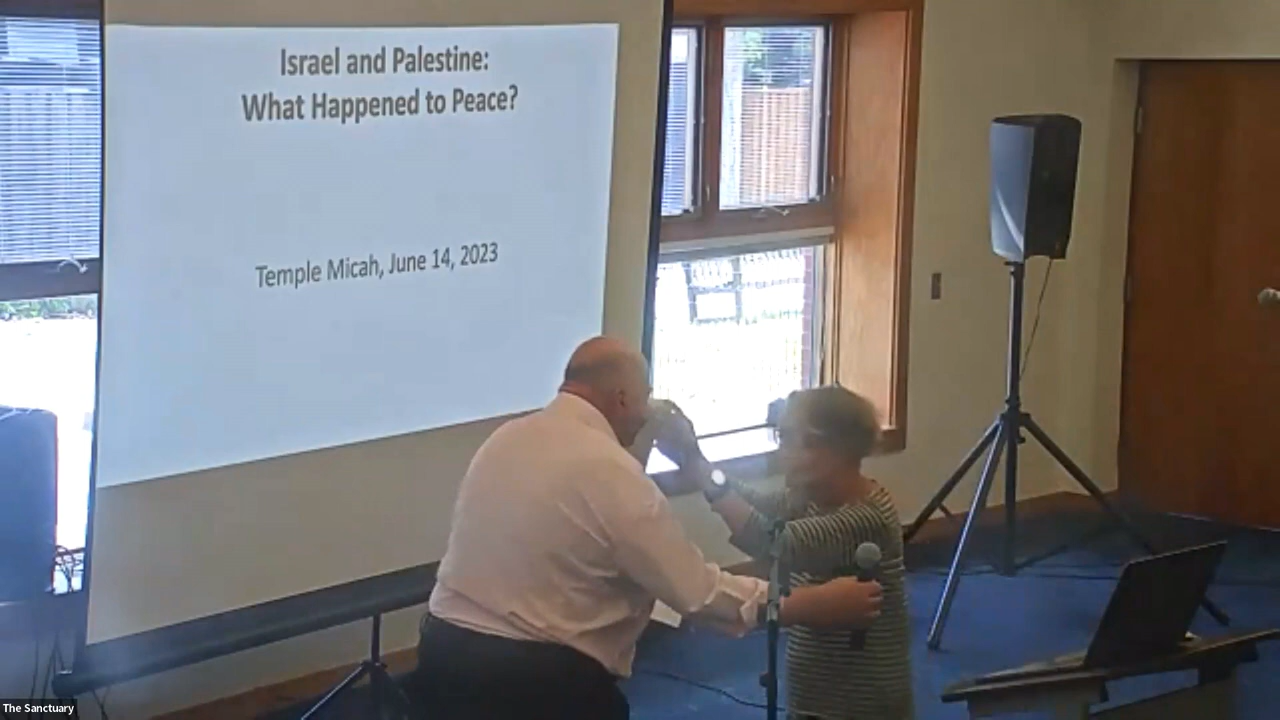 Israel and Palestine:
What Happened to Peace?
Temple Micah, June 14, 2023
The Sanctuary